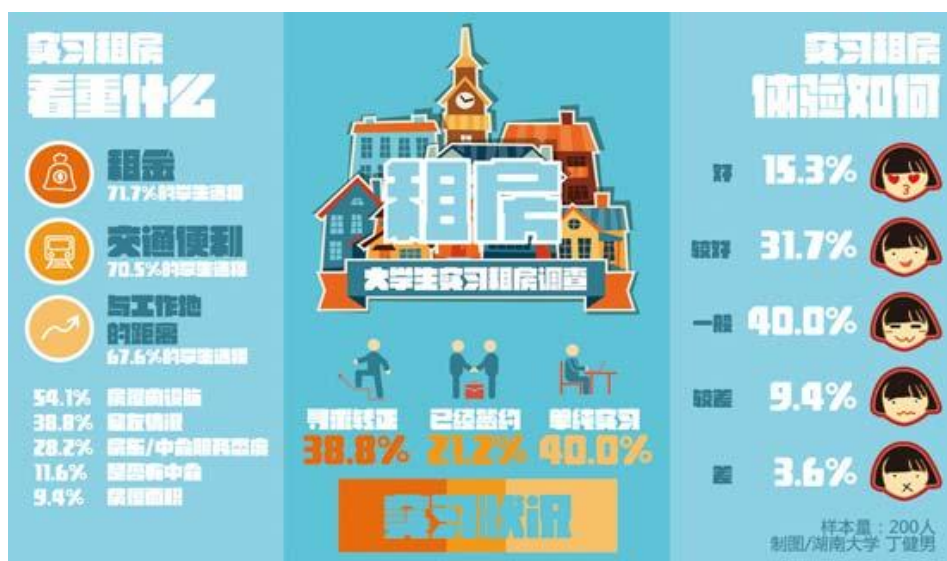 实习租房
看重什么
租金
71.7%的学生选择
交通便利
70.5%的学生选择
与工作地
的距离
67.6%的学生选择
54.1% 房屋内设施
38.8% 室友情况
28.2% 房东/中介服务态度
11.6% 是否有中介
9.4% 房屋面积
租房
大学生实习租房调查
寻求转正
38.8%
已经签约
21.2%
单纯实习
40.0%
实习状况
实习租房
体验如何
好 15.3%
较好 31.7%
一般 40.0%
较差 9.4%
差 3.6%
样本量：200人
制图/湖南大学 丁健男